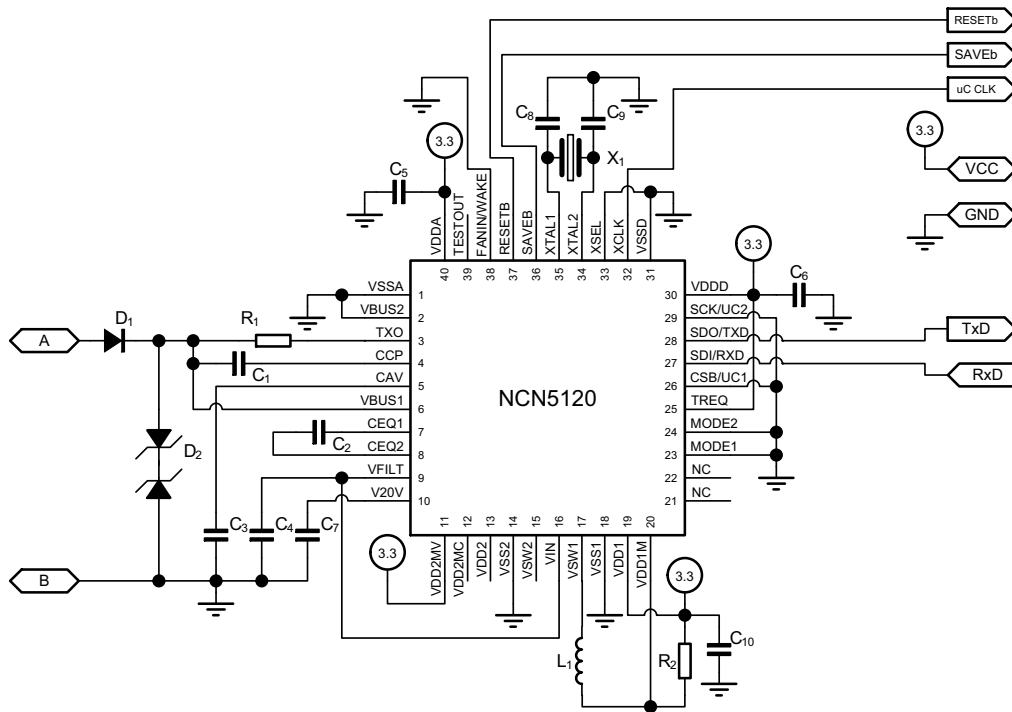 RESETb
SAVEb
uC CLK
C8
C9
3.3
X1
3.3
VCC
C5
GND
VDDA
TESTOUT
FANIN/WAKE
RESETB
SAVEB
XTAL1
XTAL2
XSEL
XCLK
VSSD
3.3
40
39
38
37
36
35
34
33
32
31
C6
VSSA
1
30
VDDD
VBUS2
2
29
SCK/UC2
A
D1
R1
TXO
3
28
SDO/TXD
TxD
C1
CCP
4
27
SDI/RXD
RxD
CAV
5
26
CSB/UC1
NCN5120
VBUS1
6
25
TREQ
D2
C2
CEQ1
7
24
MODE2
CEQ2
8
23
MODE1
VFILT
9
22
NC
V20V
10
21
NC
C3
C4
C7
11
12
13
14
15
16
17
18
19
20
3.3
VDD2MV
VDD2MC
VDD2
VSS2
VSW2
VIN
VSW1
VSS1
VDD1
VDD1M
3.3
B
L1
R2
C10